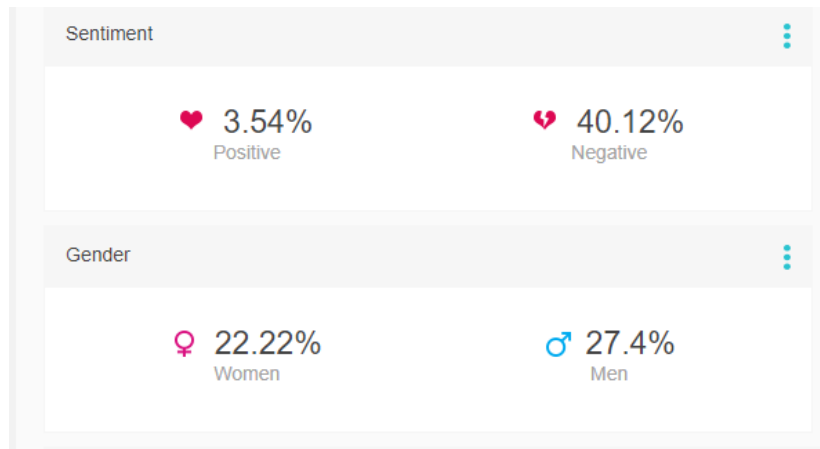 Sentiment
3.54% 40.12%
Positive Negative
Gender
22.22% 27.4%
Women Men